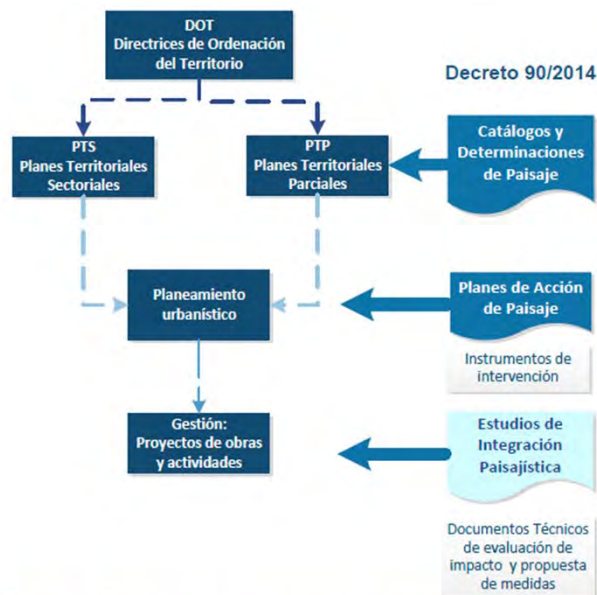 DOT
Directrices de Ordenación
del Territorio
Decreto 90/2014
PTS
Planes Territoriales
Sectoriales
PTP
Planes Territoriales
Parciales
Catálogos y
Determinaciones
de Paisaje
Planeamiento
urbanístico
Planes de Acción
de Paisaje
Instrumentos de
intervención
Gestión:
Proyectos de obras
y actividades
Estudios de
Integración
Paisajística
Documentos Técnicos
de evaluación de
impacto y propuesta
de medidas